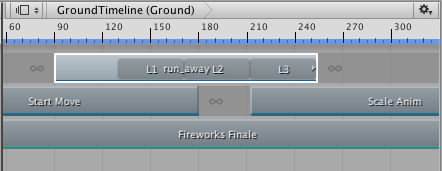 GroundTimeline (Ground)
60 90 120 150 180 210 240 270 300
L1 run_away L2 L3
Start Move Scale Anim
Fireworks Finale